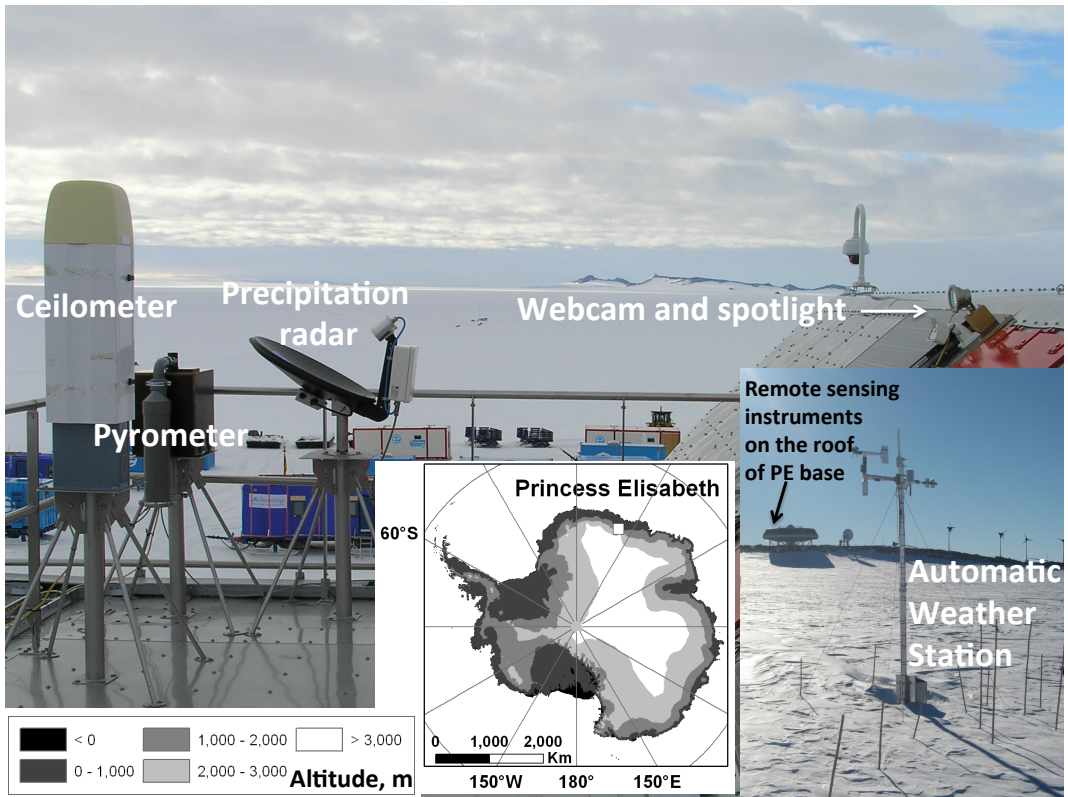 Ceilometer
Precipitation
radar
Webcam and spotlight
Pyrometer
Remote sensing
instruments
on the roof
of PE base
Automatic
Weather
Station
Princess Elisabeth
60°S
0 1,000 2,000
Km
150°W 180° 150°E
< 0
0 - 1,000
1,000 - 2,000
2,000 - 3,000
> 3,000
Altitude, m